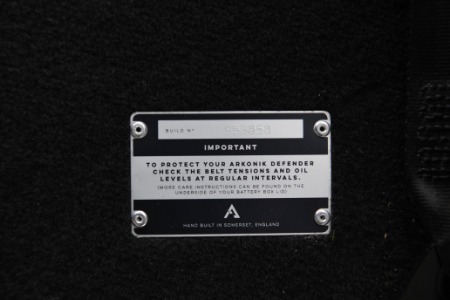 BUILD Nº
IMPORTANT
TO PROTECT YOUR ARKONIK DEFENDER
CHECK THE BELT TENSIONS AND OIL
LEVELS AT REGULAR INTERVALS.
(MORE CARE INSTRUCTIONS CAN BE FOUND ON THE
UNDERSIDE OF YOUR BATTERY BOX LID)
HAND BUILT IN SOMERSET, ENGLAND